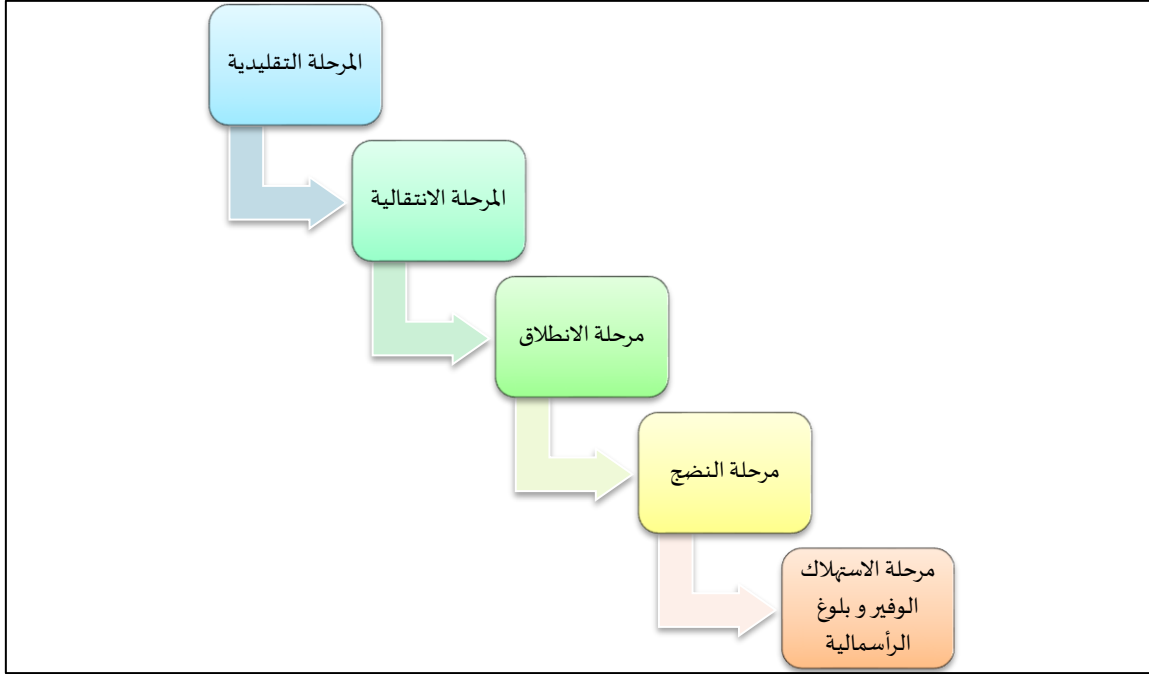 المرحلة التقليدية
المرحلة الانتقالية
مرحلة الانطلاق
مرحلة النضج
مرحلة الاستهلاك
الوفير و بلوغ
الرأسمالية